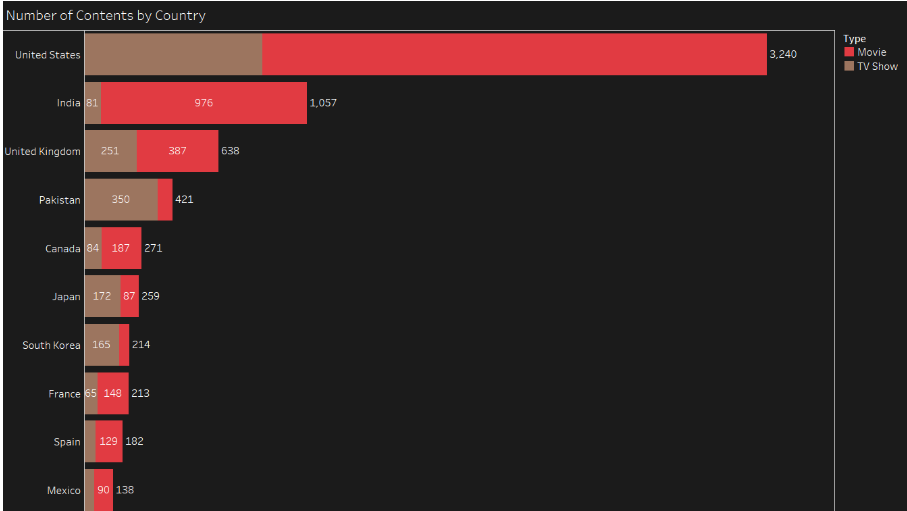 Number of Contents by Country
Type
Movie
TV Show
United States 3,240
India 81 976 1,057
United Kingdom 251 387 638
Pakistan 350 421
Canada 84 187 271
Japan 172 87 259
South Korea 165 214
France 65 148 213
Spain 129 182
Mexico 90 138